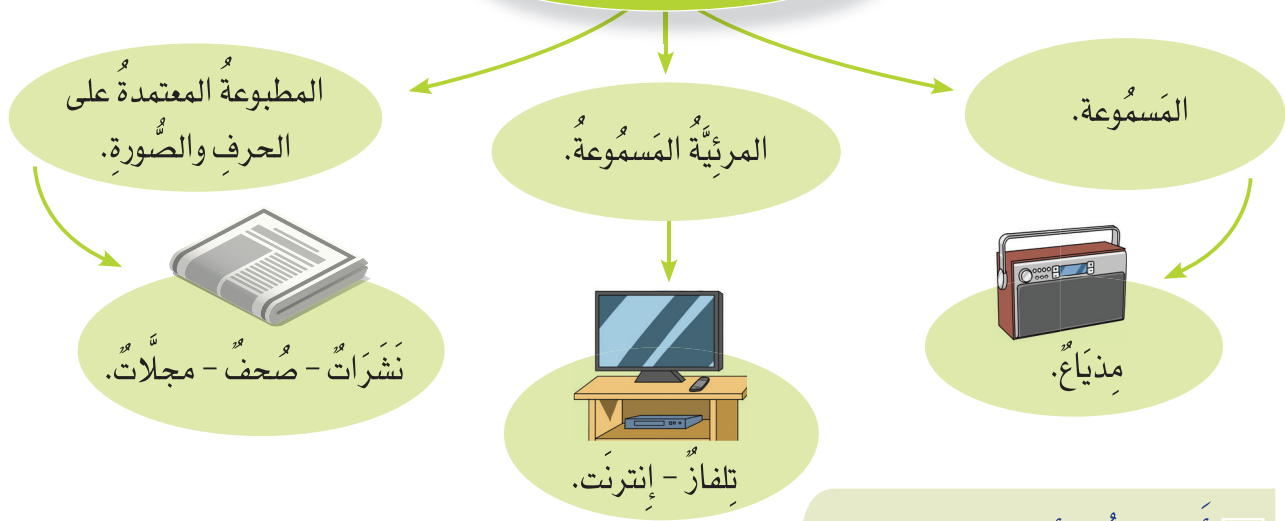 المَسمُوعة.
المرئِيَّةُ المَسمُوعةُ.
المطبوعةُ المعتمدةُ على
الحرفِ والصُّورةِ.
مِذيَاعٌ.
تِلفازٌ - إِنترنَت.
نَشَرَاتٌ - صُحفٌ - مجلَّاتٌ.